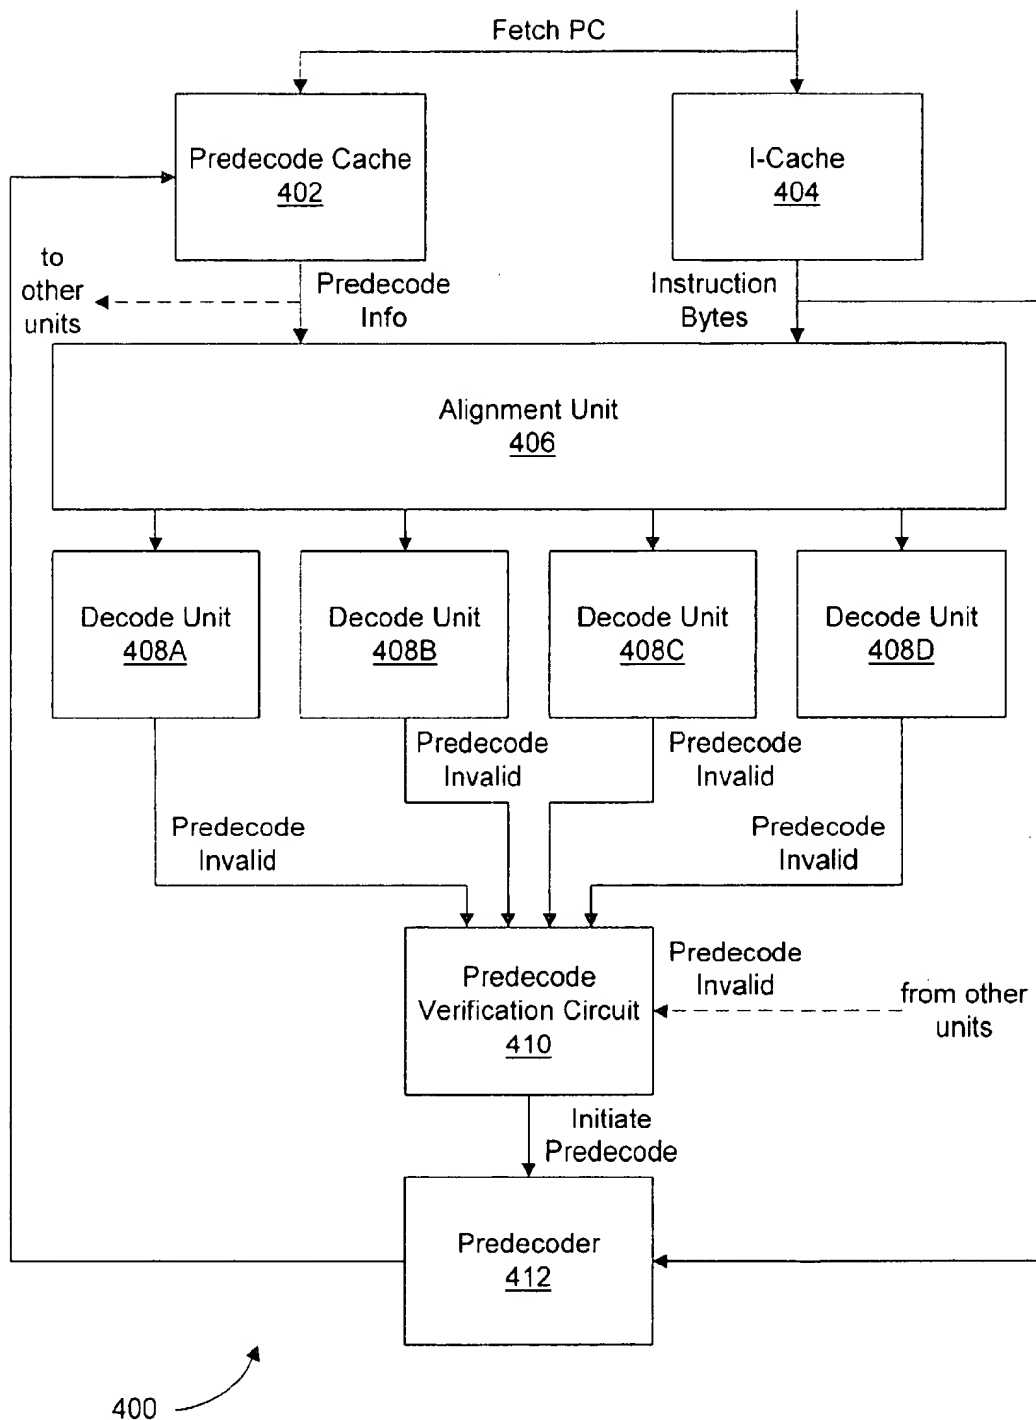 Fetch PC
Predecode Cache
402
I-Cache
404
to
other
units
Predecode
Info
Instruction
Bytes
Alignment Unit
406
Decode Unit
408A
Decode Unit
408B
Decode Unit
408C
Decode Unit
408D
Predecode
Invalid
Predecode
Invalid
Predecode
Invalid
Predecode
Invalid
Predecode
Verification Circuit
410
Predecode
Invalid
from other
units
Initiate
Predecode
Predecoder
412
400